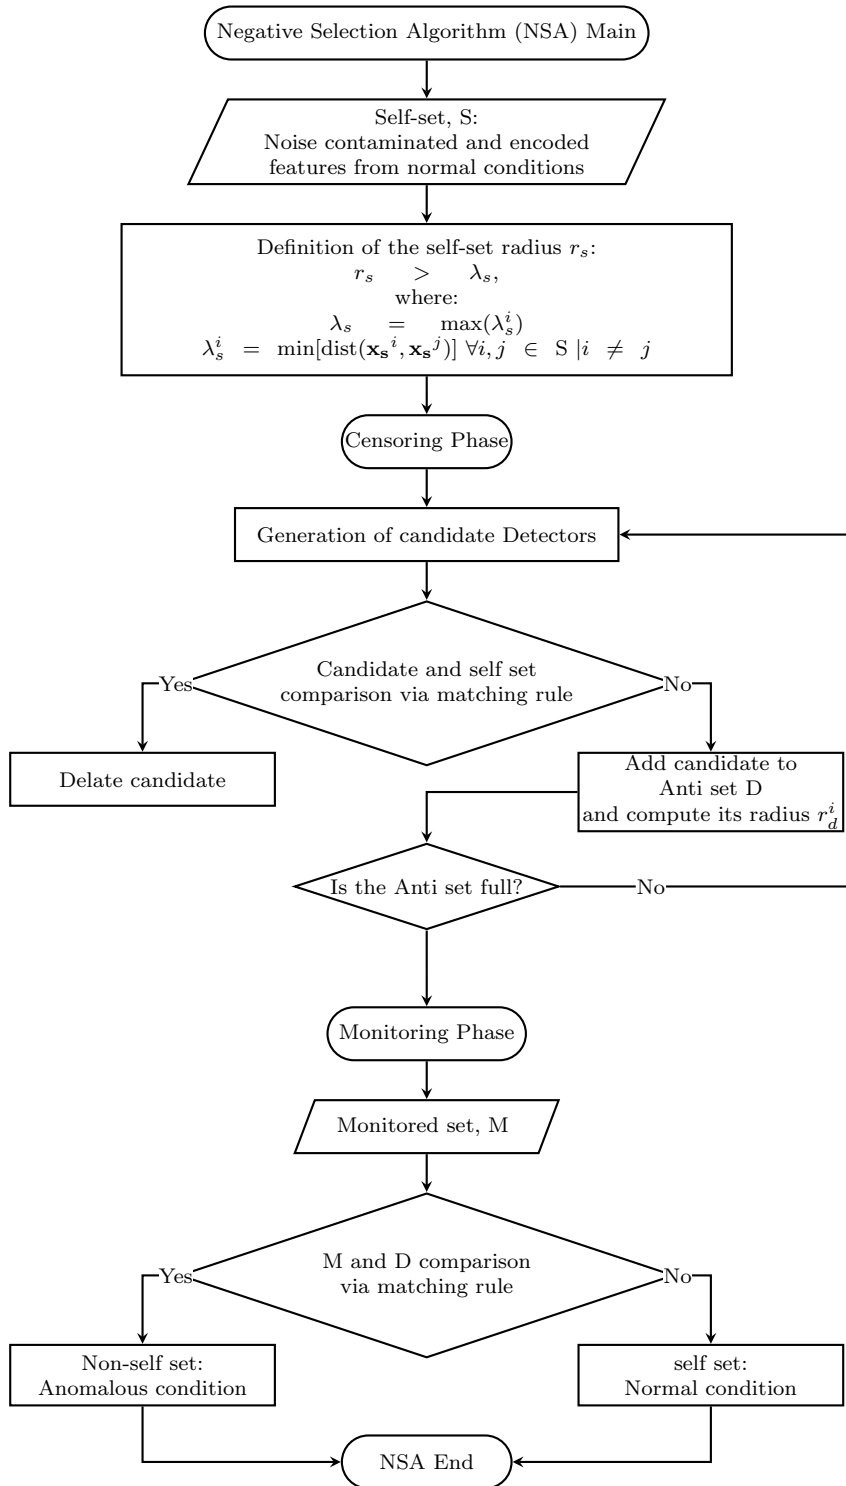 Negative Selection Algorithm (NSA) Main
Self-set, S:
Noise contaminated and encoded
features from normal conditions
Definition of the self-set radius r_s:
r_s > λ_s,
where:
λ_s = max(λ_s^i)
λ_s^i = min[dist(x_s^i, x_s^j)] ∀i, j ∈ S |i ≠ j
Censoring Phase
Generation of candidate Detectors
Candidate and self set
comparison via matching rule
Yes
No
Delate candidate
Add candidate to
Anti set D
and compute its radius r_d^i
Is the Anti set full?
No
Monitoring Phase
Monitored set, M
M and D comparison
via matching rule
Yes
No
Non-self set:
Anomalous condition
self set:
Normal condition
NSA End